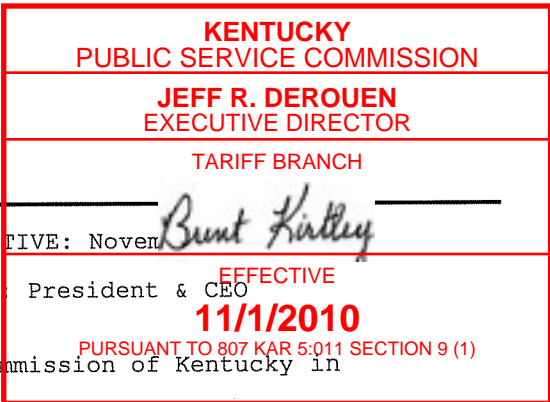 KENTUCKY
PUBLIC SERVICE COMMISSION
JEFF R. DEROUEN
EXECUTIVE DIRECTOR
TARIFF BRANCH
Brent Kirtley
TIVE: Novem
EFFECTIVE
President & CEO
11/1/2010
PURSUANT TO 807 KAR 5:011 SECTION 9 (1)
mmission of Kentucky in